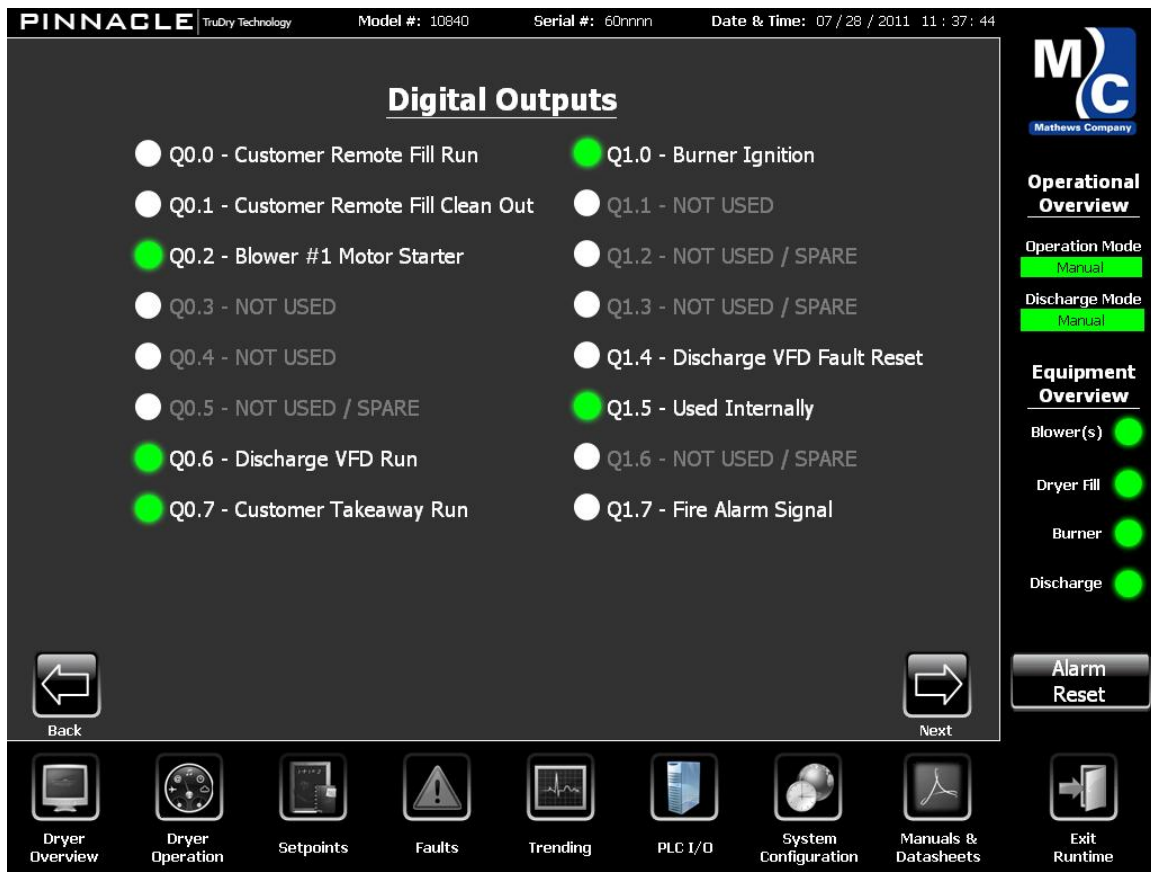 PINNACLE TruDry Technology Model #: 10840 Serial #: 60nnnn Date & Time: 07 / 28 / 2011 11 : 37 : 44
MC
Mathews Company
Digital Outputs
Q0.0 - Customer Remote Fill Run
Q0.1 - Customer Remote Fill Clean Out
Q0.2 - Blower #1 Motor Starter
Q0.3 - NOT USED
Q0.4 - NOT USED
Q0.5 - NOT USED / SPARE
Q0.6 - Discharge VFD Run
Q0.7 - Customer Takeaway Run
Q1.0 - Burner Ignition
Q1.1 - NOT USED
Q1.2 - NOT USED / SPARE
Q1.3 - NOT USED / SPARE
Q1.4 - Discharge VFD Fault Reset
Q1.5 - Used Internally
Q1.6 - NOT USED / SPARE
Q1.7 - Fire Alarm Signal
Operational
Overview
Operation Mode
Manual
Discharge Mode
Manual
Equipment
Overview
Blower(s)
Dryer Fill
Burner
Discharge
Alarm
Reset
Back
Next
Dryer
Overview
Dryer
Operation
Setpoints
Faults
Trending
PLC I/O
System
Configuration
Manuals &
Datasheets
Exit
Runtime